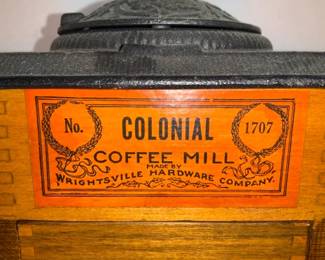 No. COLONIAL 1707
COFFEE MILL
MADE BY
WRIGHTSVILLE HARDWARE COMPANY.